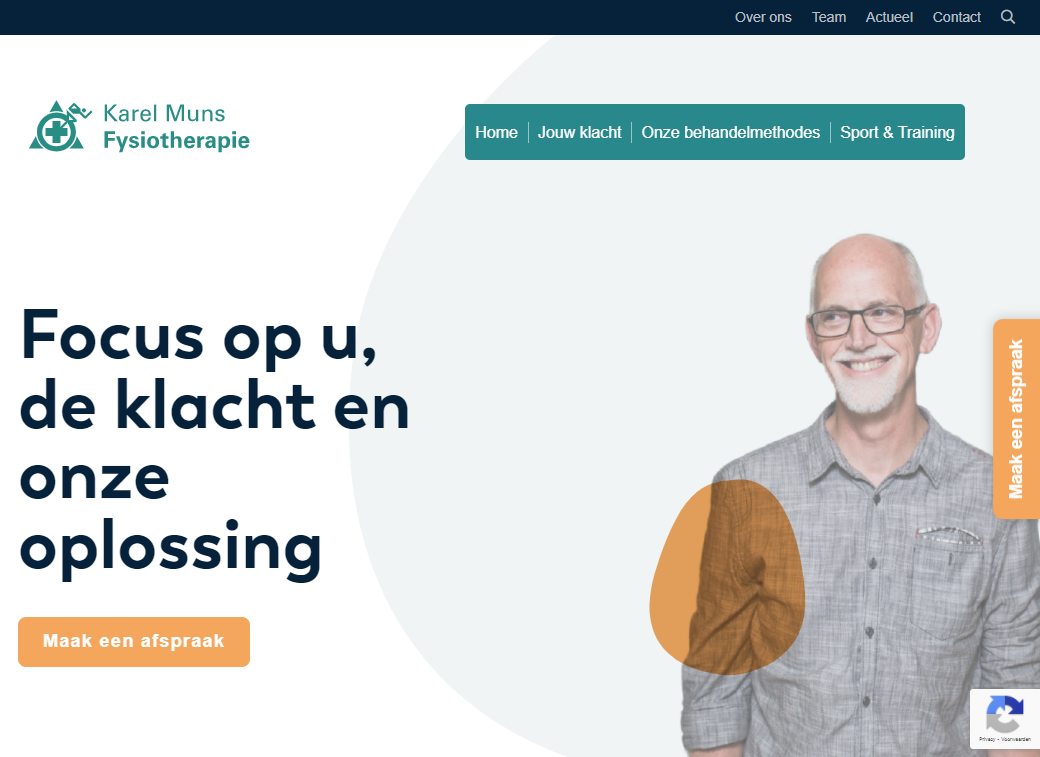 Over ons Team Actueel Contact
Karel Muns
Fysiotherapie
Home Jouw klacht Onze behandelmethodes Sport & Training
Focus op u,
de klacht en
onze
oplossing
Maak een afspraak
Maak een afspraak
Privacy - Voorwaarden